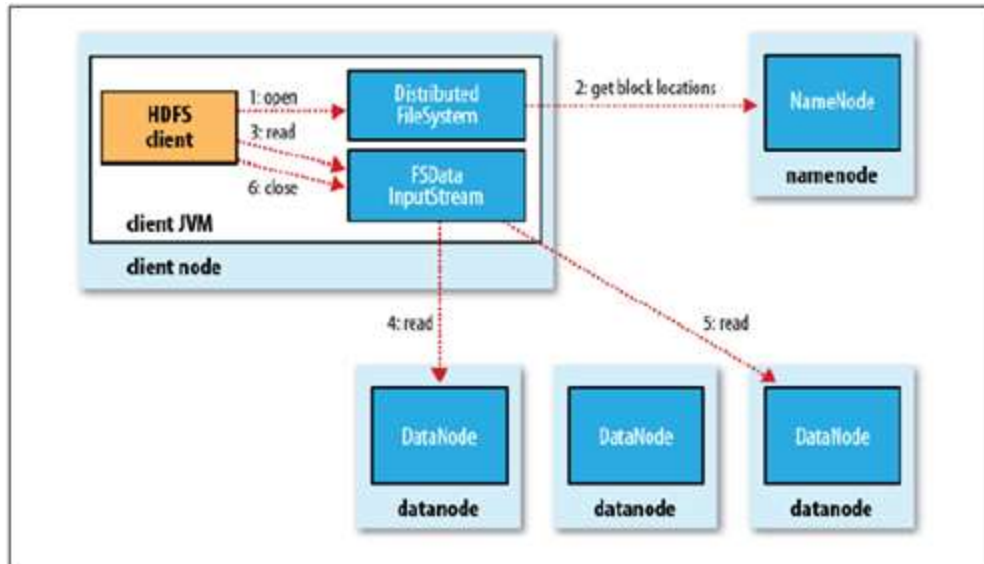 HDFS
client
1: open
3: read
6: close
Distributed
FileSystem
FSData
InputStream
client JVM
client node
2: get block locations
NameNode
namenode
4: read
5: read
DataNode
datanode
DataNode
datanode
DataNode
datanode